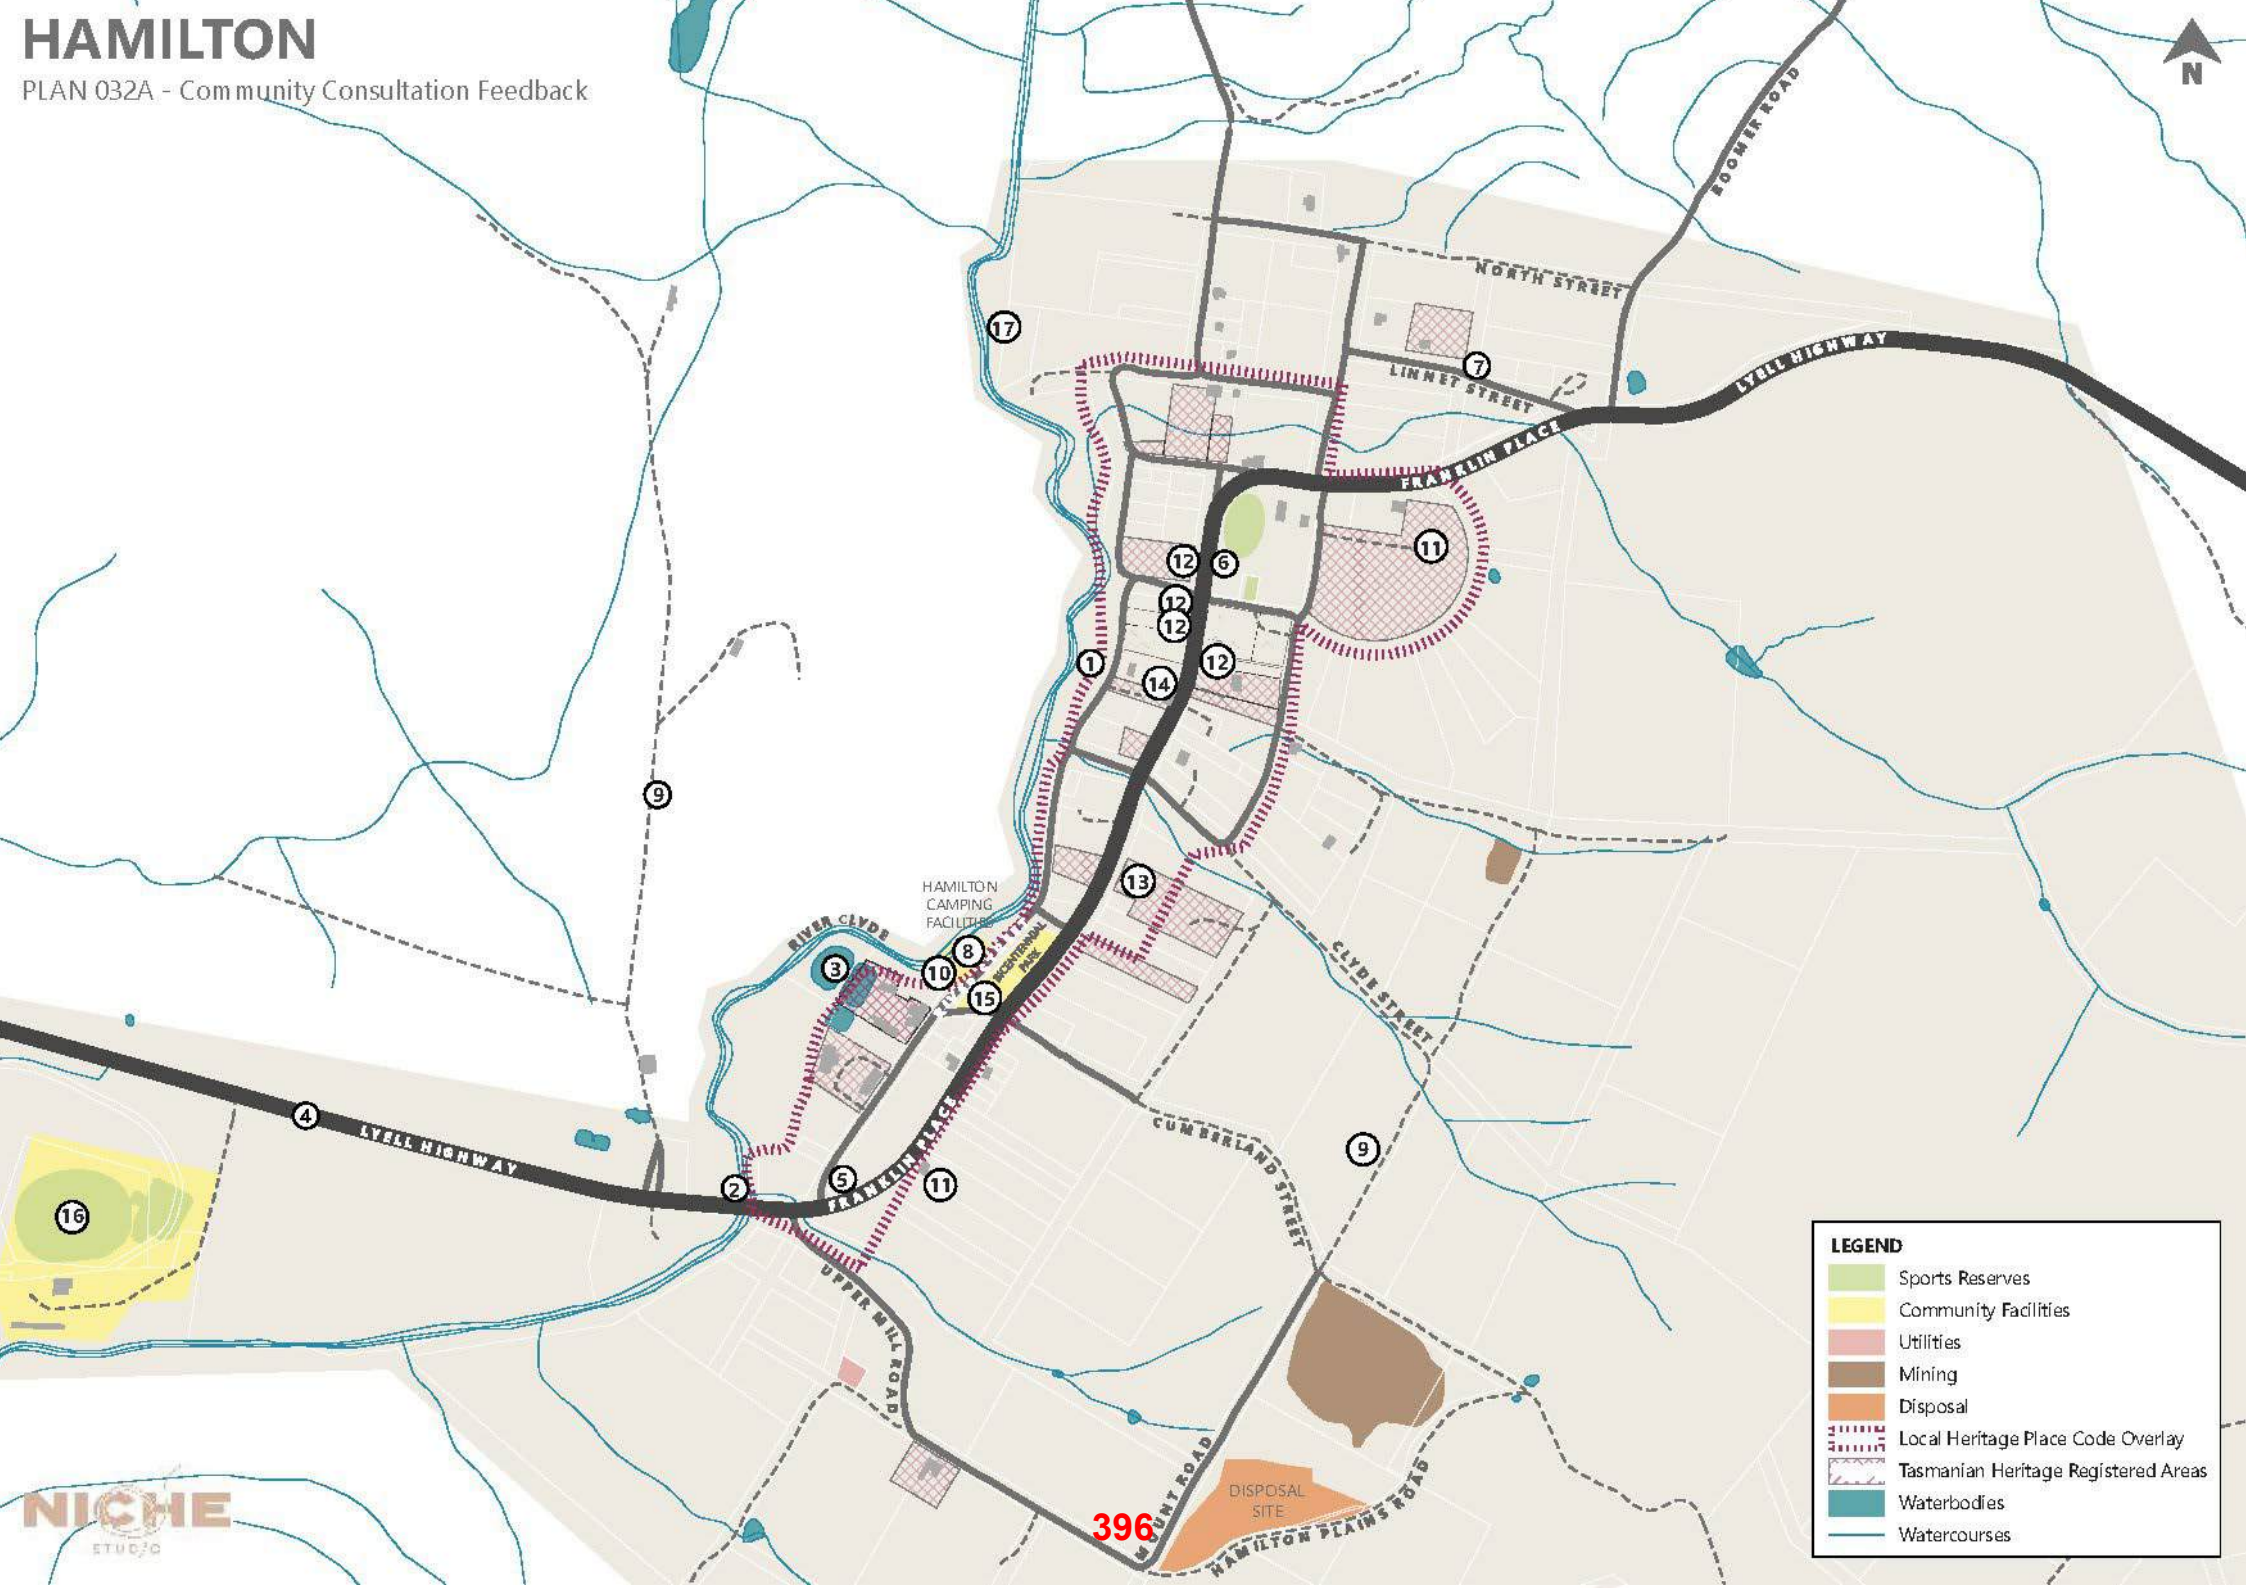 HAMILTON
PLAN 032A - Community Consultation Feedback
N
BOOMER ROAD
NORTH STREET
17
7
LINNET STREET
LYELL HIGHWAY
FRANKLIN PLACE
11
12
6
12
12
1
12
14
9
13
HAMILTON
CAMPING
FACILITIES
RIVER CLYDE
BICENTENNIAL
PARK
8
3
10
15
CLYDE STREET
4
LYELL HIGHWAY
CUMBERLAND STREET
9
2
5
FRANKLIN PLACE
11
16
UPPER MILL ROAD
MOUNT ROAD
DISPOSAL
SITE
HAMILTON PLAINS ROAD
396
NICHE
STUDIO
LEGEND
Sports Reserves
Community Facilities
Utilities
Mining
Disposal
Local Heritage Place Code Overlay
Tasmanian Heritage Registered Areas
Waterbodies
Watercourses